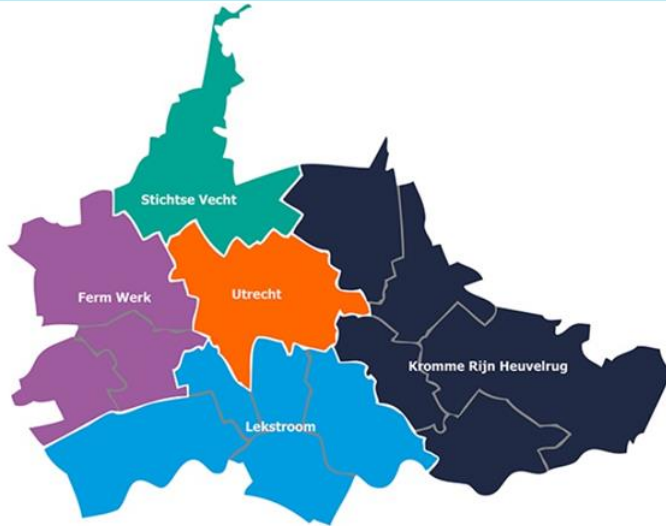 Stichtse Vecht
Ferm Werk
Utrecht
Kromme Rijn Heuvelrug
Lekstroom